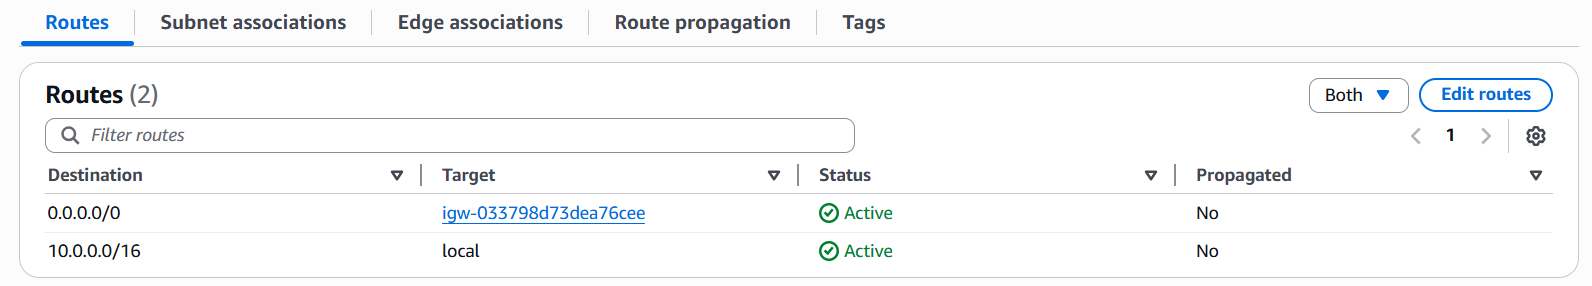 Routes Subnet associations Edge associations Route propagation Tags
Routes (2) Both Edit routes
Filter routes 1
Destination Target Status Propagated
0.0.0.0/0 igw-033798d73dea76cee Active No
10.0.0.0/16 local Active No